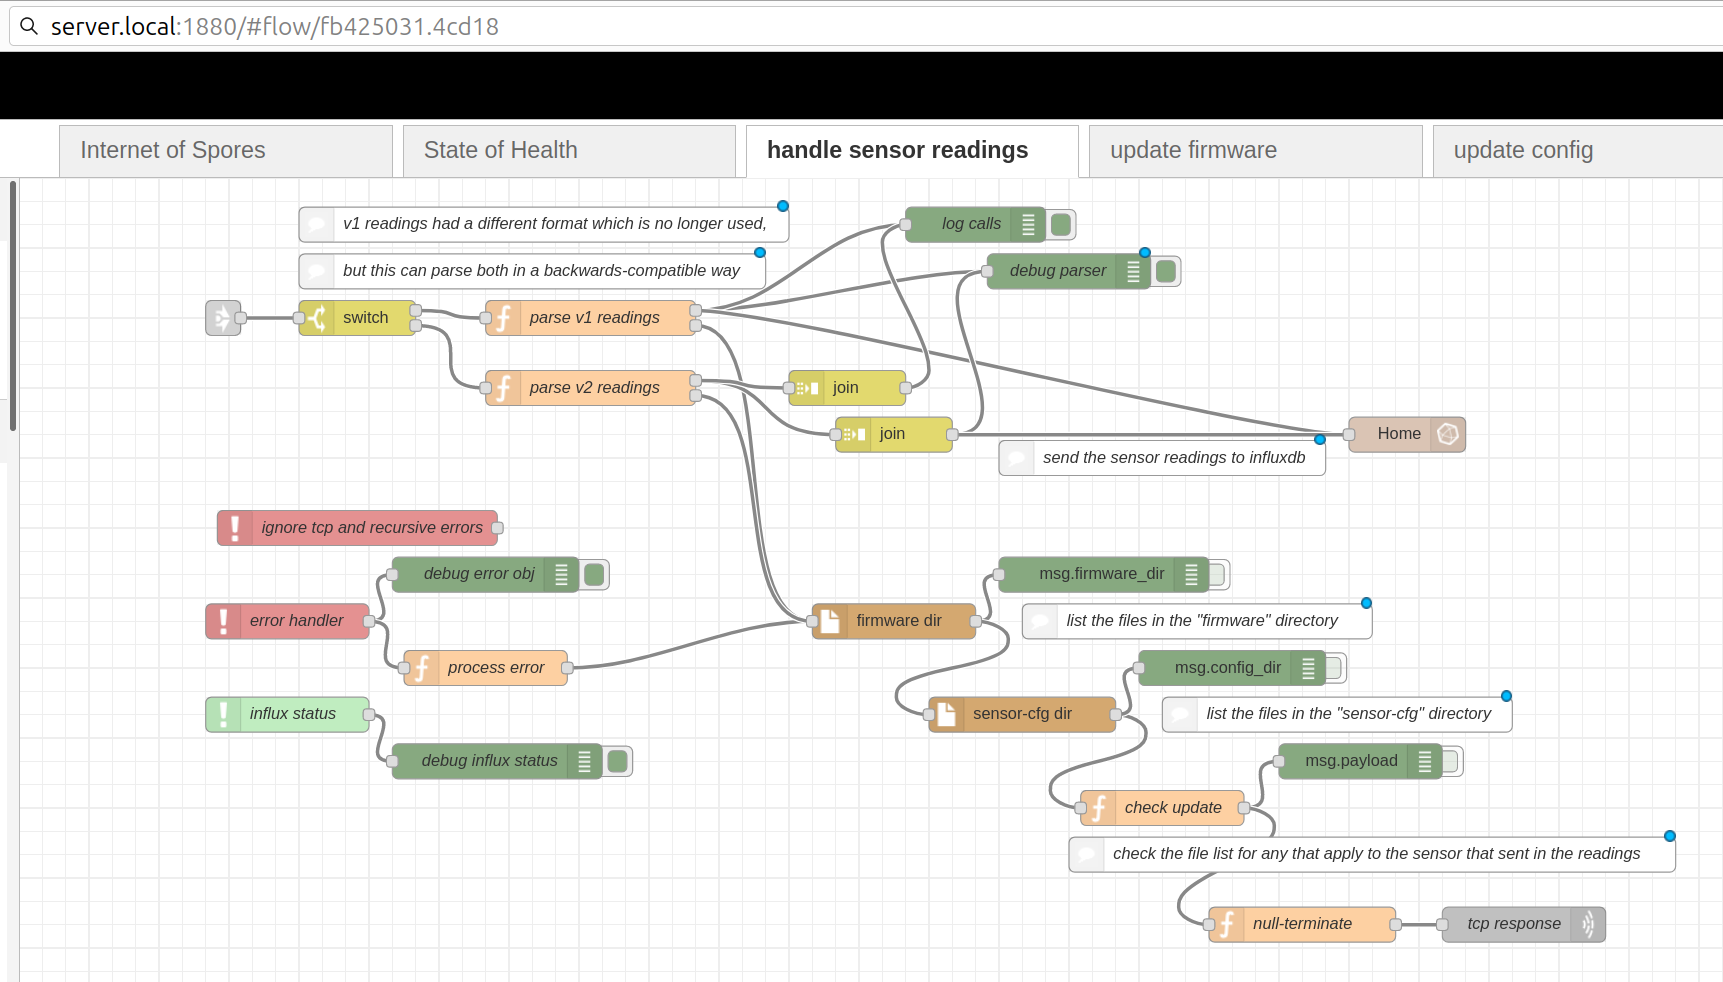 server.local:1880/#flow/fb425031.4cd18
Internet of Spores
State of Health
handle sensor readings
update firmware
update config
v1 readings had a different format which is no longer used,
log calls
but this can parse both in a backwards-compatible way
debug parser
switch
parse v1 readings
parse v2 readings
join
join
Home
send the sensor readings to influxdb
ignore tcp and recursive errors
debug error obj
msg.firmware_dir
error handler
firmware dir
list the files in the "firmware" directory
process error
msg.config_dir
influx status
sensor-cfg dir
list the files in the "sensor-cfg" directory
debug influx status
msg.payload
check update
check the file list for any that apply to the sensor that sent in the readings
null-terminate
tcp response